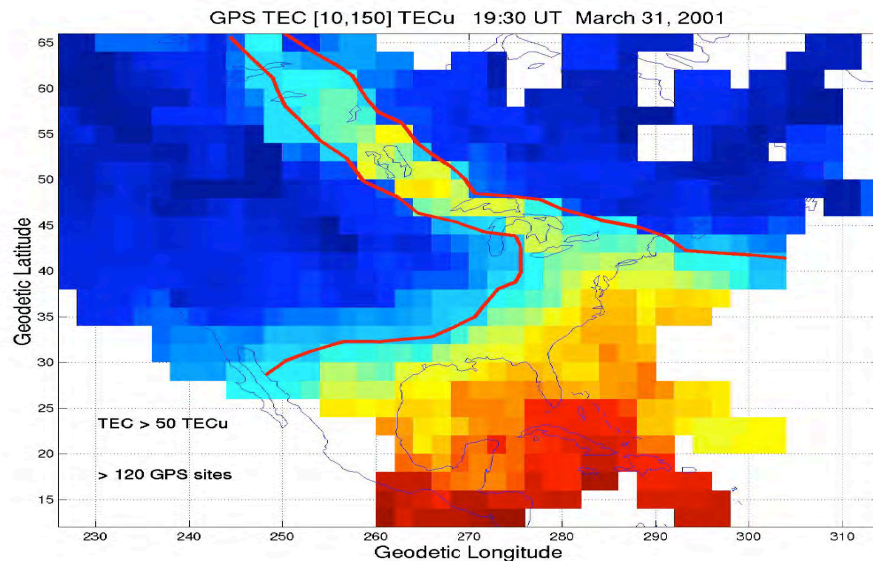 GPS TEC [10,150] TECu 19:30 UT March 31, 2001
65
60
55
50
45
40
35
30
25
20
15
Geodetic Latitude
TEC > 50 TECu
> 120 GPS sites
230 240 250 260 270 280 290 300 310
Geodetic Longitude